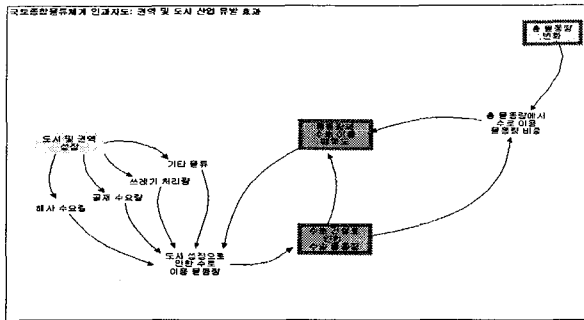 국토종합물류체계 인과지도: 권역 및 도시 산업 유발 효과
총 물동량
변화
총 물동량에서
수로 이용
물동량 비중
도시 및 권역
성장
기타 물류
쓰레기 처리량
골재 수요량
해사 수요량
도시 성장으로
인한 수로
이용 물동량